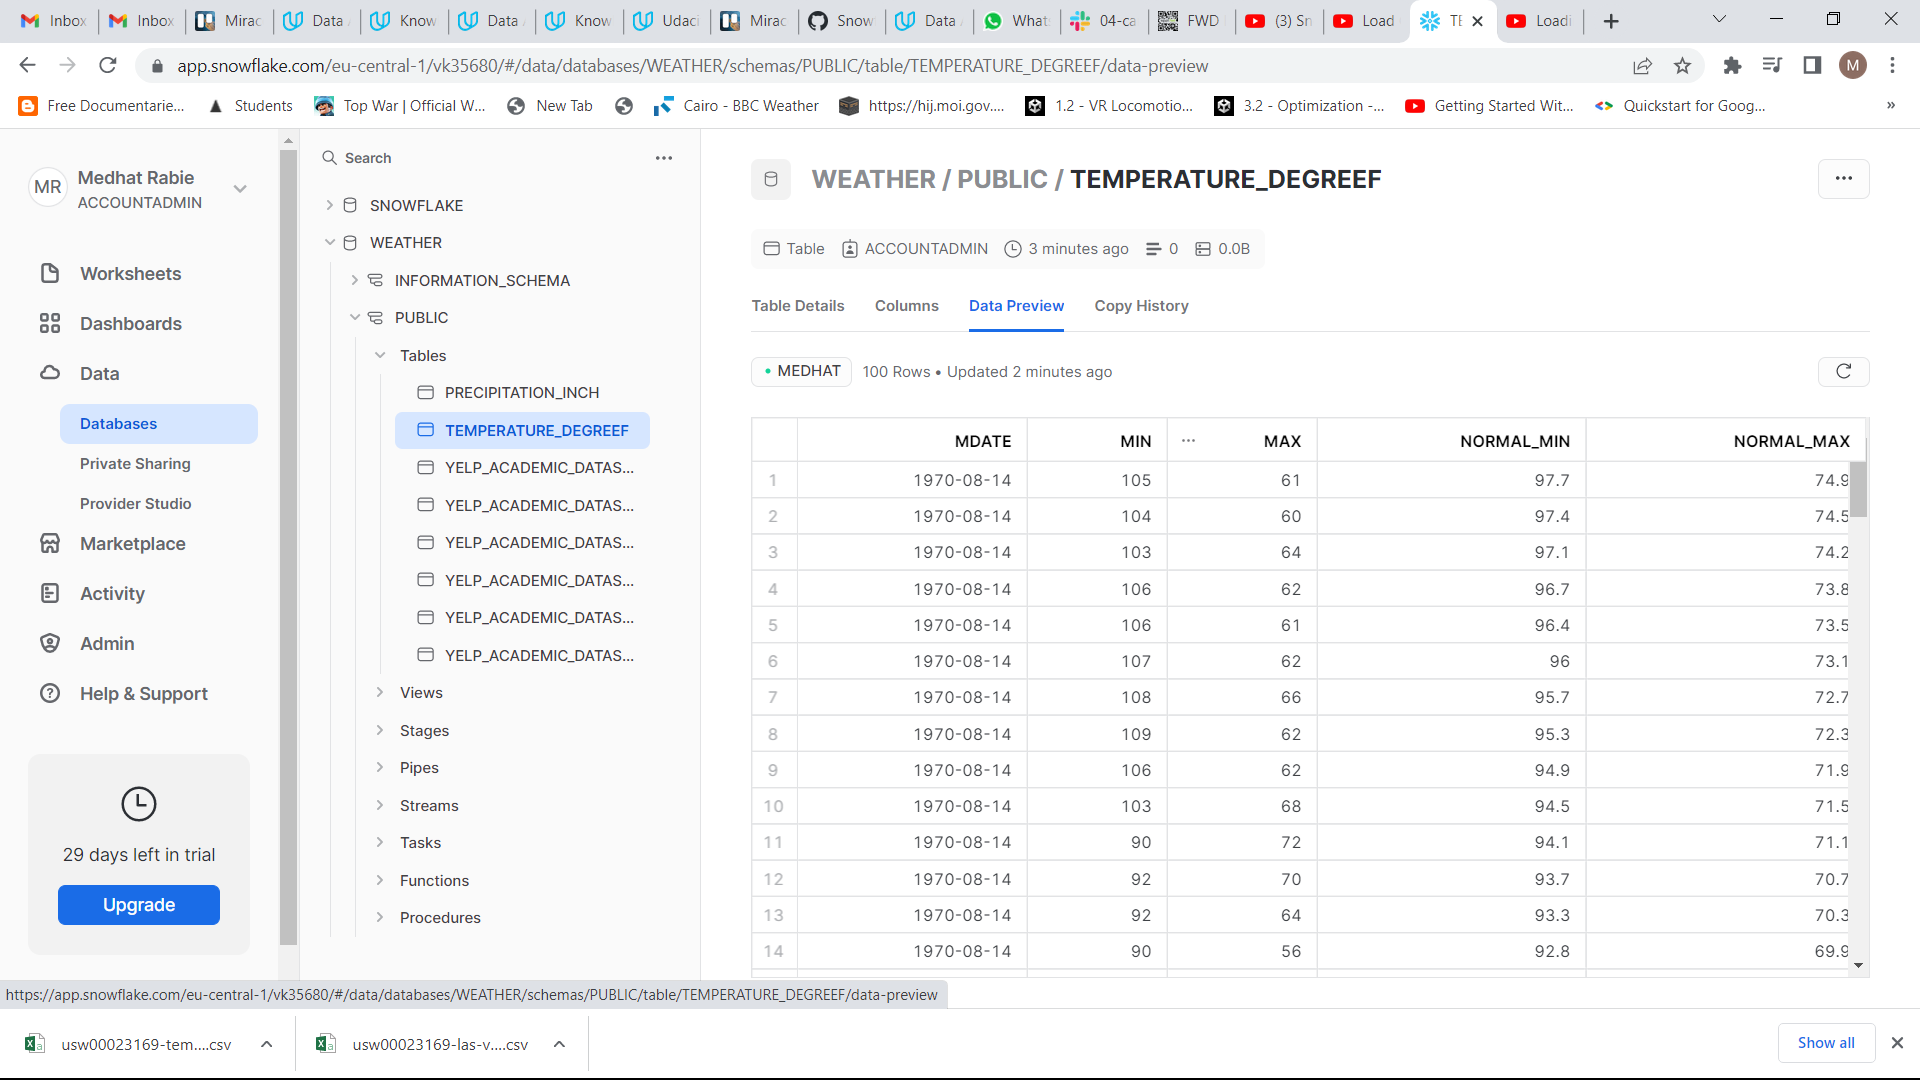 Inbox
Inbox
Mirac
Data
Know
Data
Know
Udaci
Mirac
Snow
Data
What
04-ca
FWD
(3) Sn
Load
TE
Loadi
app.snowflake.com/eu-central-1/vk35680/#/data/databases/WEATHER/schemas/PUBLIC/table/TEMPERATURE_DEGREEF/data-preview
M
Free Documentarie...
Students
Top War | Official W...
New Tab
Cairo - BBC Weather
https://hij.moi.gov....
1.2 - VR Locomotio...
3.2 - Optimization -...
Getting Started Wit...
Quickstart for Goog...
»
MR
Medhat Rabie
ACCOUNTADMIN
Worksheets
Dashboards
Data
Databases
Private Sharing
Provider Studio
Marketplace
Activity
Admin
Help & Support
29 days left in trial
Upgrade
Search
SNOWFLAKE
WEATHER
INFORMATION_SCHEMA
PUBLIC
Tables
PRECIPITATION_INCH
TEMPERATURE_DEGREEF
YELP_ACADEMIC_DATAS...
YELP_ACADEMIC_DATAS...
YELP_ACADEMIC_DATAS...
YELP_ACADEMIC_DATAS...
YELP_ACADEMIC_DATAS...
YELP_ACADEMIC_DATAS...
Views
Stages
Pipes
Streams
Tasks
Functions
Procedures
WEATHER / PUBLIC / TEMPERATURE_DEGREEF
Table ACCOUNTADMIN 3 minutes ago 0 0.0B
Table Details Columns Data Preview Copy History
MEDHAT 100 Rows • Updated 2 minutes ago
MDATE MIN ... MAX NORMAL_MIN NORMAL_MAX
1 1970-08-14 105 61 97.7 74.9
2 1970-08-14 104 60 97.4 74.5
3 1970-08-14 103 64 97.1 74.2
4 1970-08-14 106 62 96.7 73.8
5 1970-08-14 106 61 96.4 73.5
6 1970-08-14 107 62 96 73.1
7 1970-08-14 108 66 95.7 72.7
8 1970-08-14 109 62 95.3 72.3
9 1970-08-14 106 62 94.9 71.9
10 1970-08-14 103 68 94.5 71.5
11 1970-08-14 90 72 94.1 71.1
12 1970-08-14 92 70 93.7 70.7
13 1970-08-14 92 64 93.3 70.3
14 1970-08-14 90 56 92.8 69.9
https://app.snowflake.com/eu-central-1/vk35680/#/data/databases/WEATHER/schemas/PUBLIC/table/TEMPERATURE_DEGREEF/data-preview
usw00023169-tem....csv
usw00023169-las-v....csv
Show all